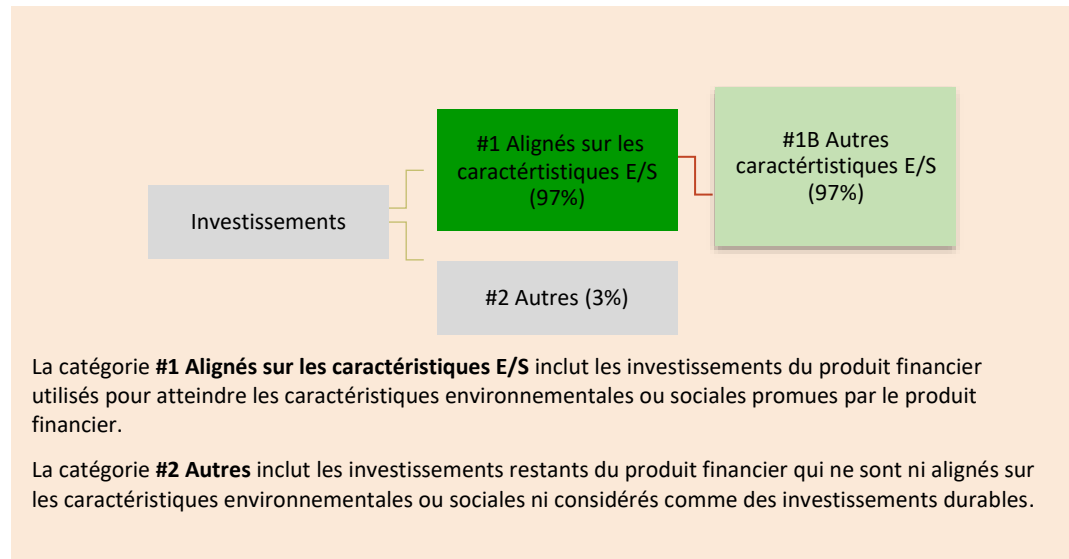 #1 Alignés sur les
caractértistiques E/S
(97%)
#1B Autres
caractértistiques E/S
(97%)
Investissements
#2 Autres (3%)
La catégorie #1 Alignés sur les caractéristiques E/S inclut les investissements du produit financier
utilisés pour atteindre les caractéristiques environnementales ou sociales promues par le produit
financier.
La catégorie #2 Autres inclut les investissements restants du produit financier qui ne sont ni alignés sur
les caractéristiques environnementales ou sociales ni considérés comme des investissements durables.